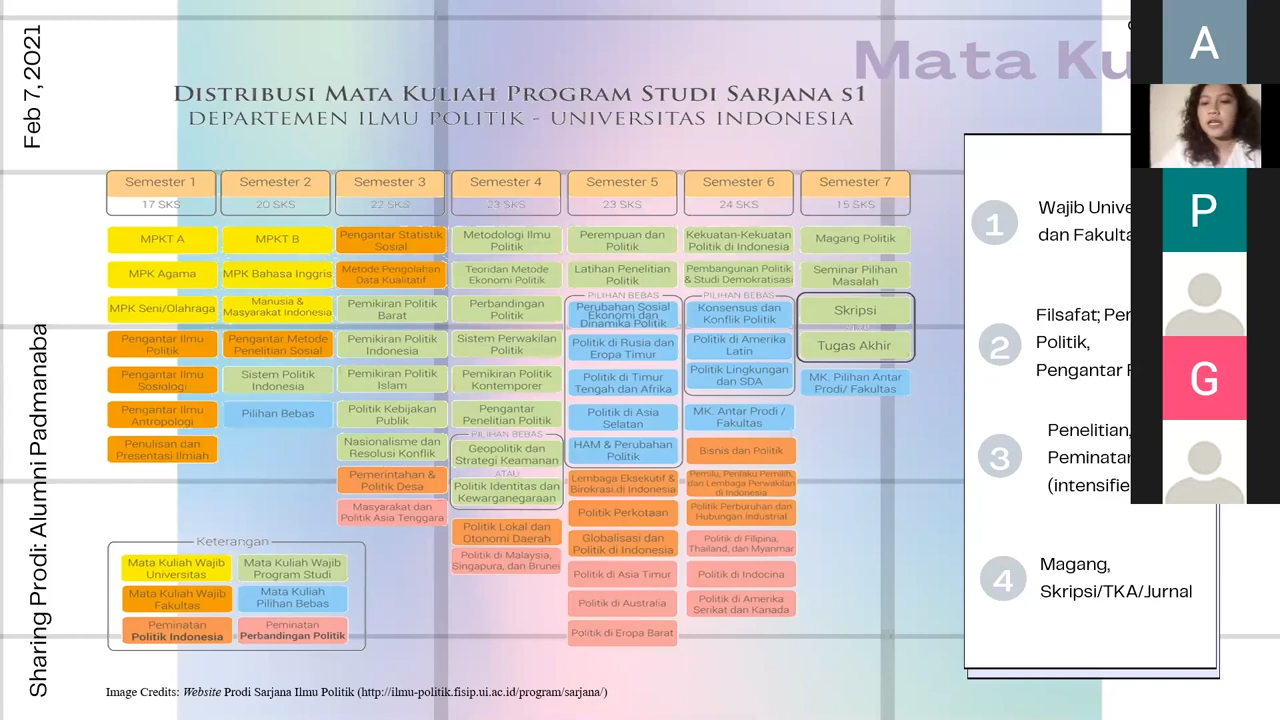 Feb 7, 2021
Sharing Prodi: Alumni Padmanaba
Mata Ku
DISTRIBUSI MATA KULIAH PROGRAM STUDI SARJANA S1
DEPARTEMEN ILMU POLITIK - UNIVERSITAS INDONESIA
Semester 1
17 SKS
MPKT A
MPK Agama
MPK Seni/Olahraga
Pengantar Ilmu
Politik
Pengantar Ilmu
Sosiologi
Pengantar Ilmu
Antropologi
Penulisan dan
Presentasi Ilmiah
Semester 2
20 SKS
MPKT B
MPK Bahasa Inggris
Manusia &
Masyarakat Indonesia
Pengantar Metode
Penelitian Sosial
Sistem Politik
Indonesia
Pilihan Bebas
Semester 3
22 SKS
Pengantar Statistik
Sosial
Metode Pengolahan
Data Kualitatif
Pemikiran Politik
Barat
Pemikiran Politik
Indonesia
Pemikiran Politik
Islam
Politik Kebijakan
Publik
Nasionalisme dan
Resolusi Konflik
Pemerintahan &
Politik Desa
Masyarakat dan
Politik Asia Tenggara
Semester 4
23 SKS
Metodologi Ilmu
Politik
Teoridan Metode
Ekonomi Politik
Perbandingan
Politik
Sistem Perwakilan
Politik
Pemikiran Politik
Kontemporer
Pengantar
Penelitian Politik
PILIHAN BEBAS
Geopolitik dan
Strategi Keamanan
ATAU
Politik Identitas dan
Kewarganegaraan
Politik Lokal dan
Otonomi Daerah
Politik di Malaysia,
Singapura, dan Brunei
Semester 5
23 SKS
Perempuan dan
Politik
Latihan Penelitian
Politik
PILIHAN BEBAS
Perubahan Sosial
Ekonomi dan
Dinamika Politik
Politik di Rusia dan
Eropa Timur
Politik di Timur
Tengah dan Afrika
Politik di Asia
Selatan
HAM & Perubahan
Politik
Lembaga Eksekutif &
Birokrasi di Indonesia
Politik Perkotaan
Globalisasi dan
Politik di Indonesia
Politik di Asia Timur
Politik di Australia
Politik di Eropa Barat
Semester 6
24 SKS
Kekuatan-Kekuatan
Politik di Indonesia
Pembangunan Politik
& Studi Demokratisasi
PILIHAN BEBAS
Konsensus dan
Konflik Politik
Politik di Amerika
Latin
Politik Lingkungan
dan SDA
MK. Antar Prodi /
Fakultas
Bisnis dan Politik
Pemilu, Perilaku Pemilih,
dan Lembaga Perwakilan
di Indonesia
Politik Perburuhan dan
Hubungan Industrial
Politik di Filipina,
Thailand, dan Myanmar
Politik di Indocina
Politik di Amerika
Serikat dan Kanada
Semester 7
15 SKS
Magang Politik
Seminar Pilihan
Masalah
Skripsi
Tugas Akhir
MK. Pilihan Antar
Prodi/ Fakultas
Keterangan
Mata Kuliah Wajib
Universitas
Mata Kuliah Wajib
Program Studi
Mata Kuliah Wajib
Fakultas
Mata Kuliah
Pilihan Bebas
Peminatan
Politik Indonesia
Peminatan
Perbandingan Politik
Image Credits: Website Prodi Sarjana Ilmu Politik (http://ilmu-politik.fisip.ui.ac.id/program/sarjana/)
1
Wajib Unive
dan Fakulta
2
Filsafat; Per
Politik,
Pengantar
3
Penelitian,
Peminatar
(intensifie
4
Magang,
Skripsi/TKA/Jurnal
A
P
G